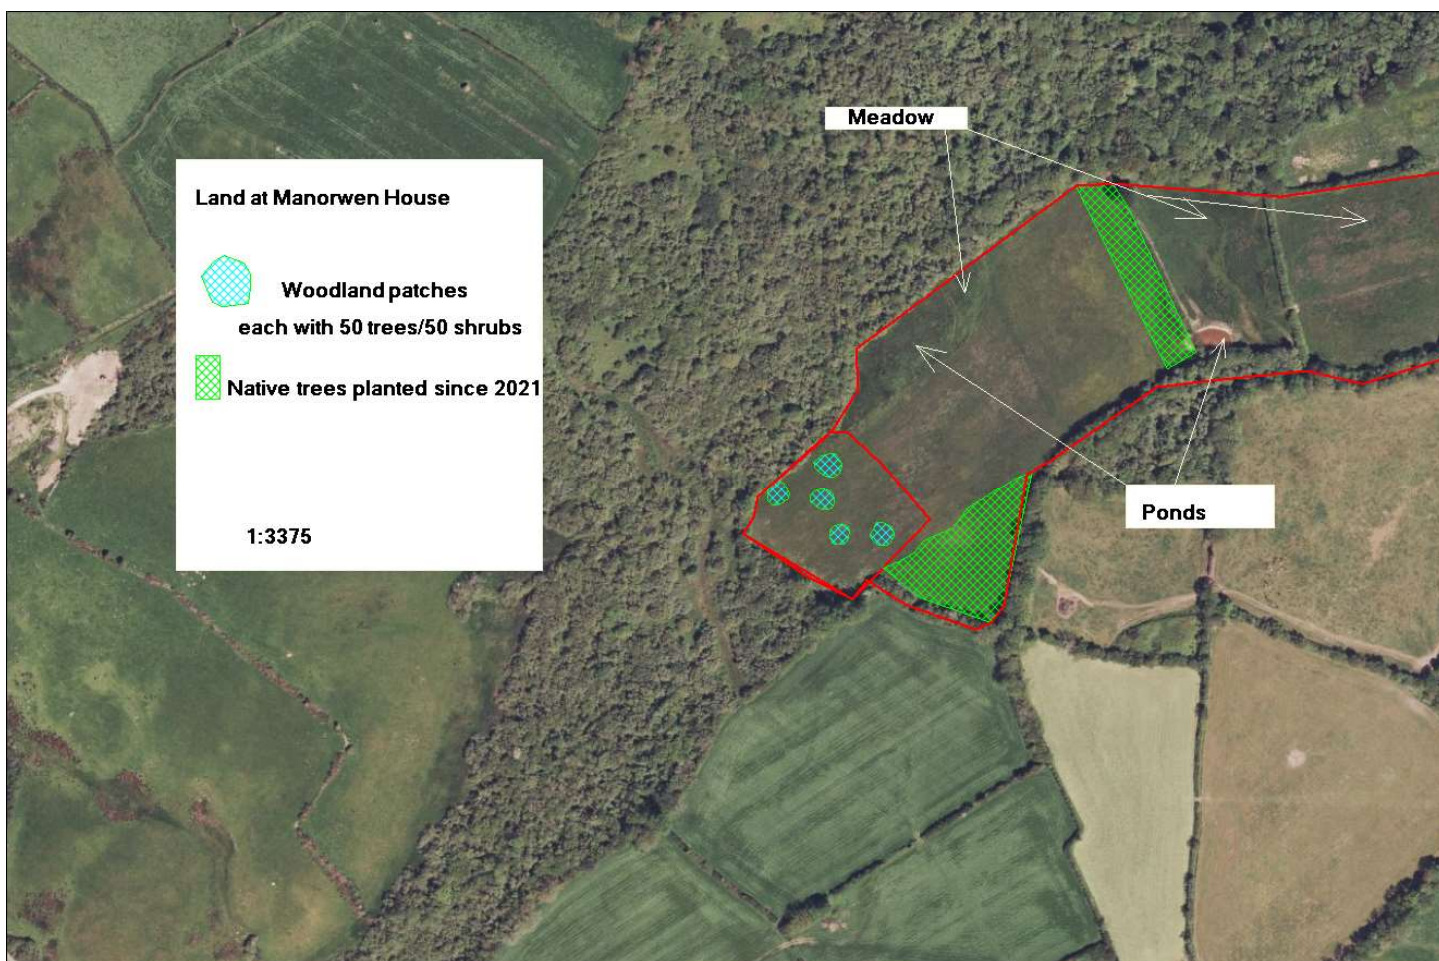 Meadow
Land at Manorwen House
Woodland patches
each with 50 trees/50 shrubs
Native trees planted since 2021
Ponds
1:3375